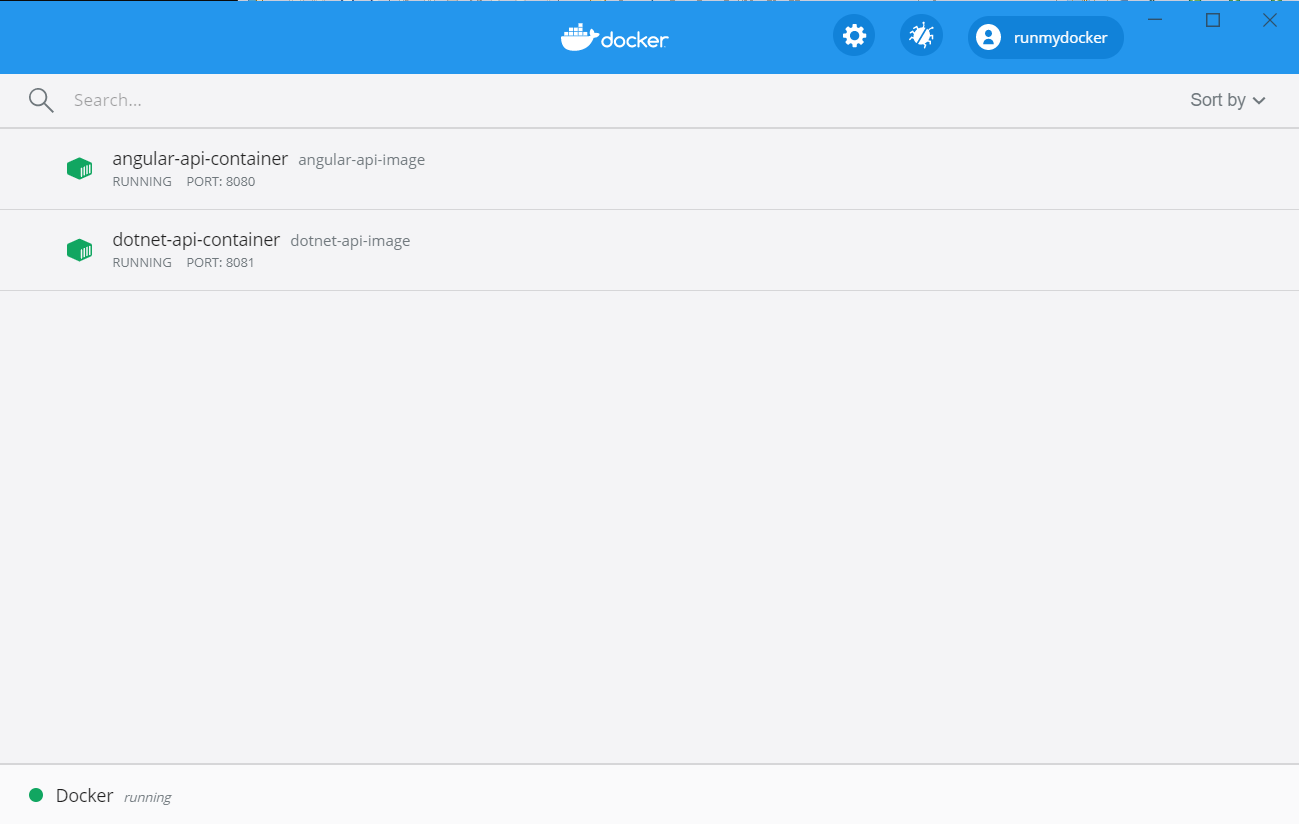 docker
runmydocker
Search...
Sort by
angular-api-container angular-api-image
RUNNING PORT: 8080
dotnet-api-container dotnet-api-image
RUNNING PORT: 8081
Docker running